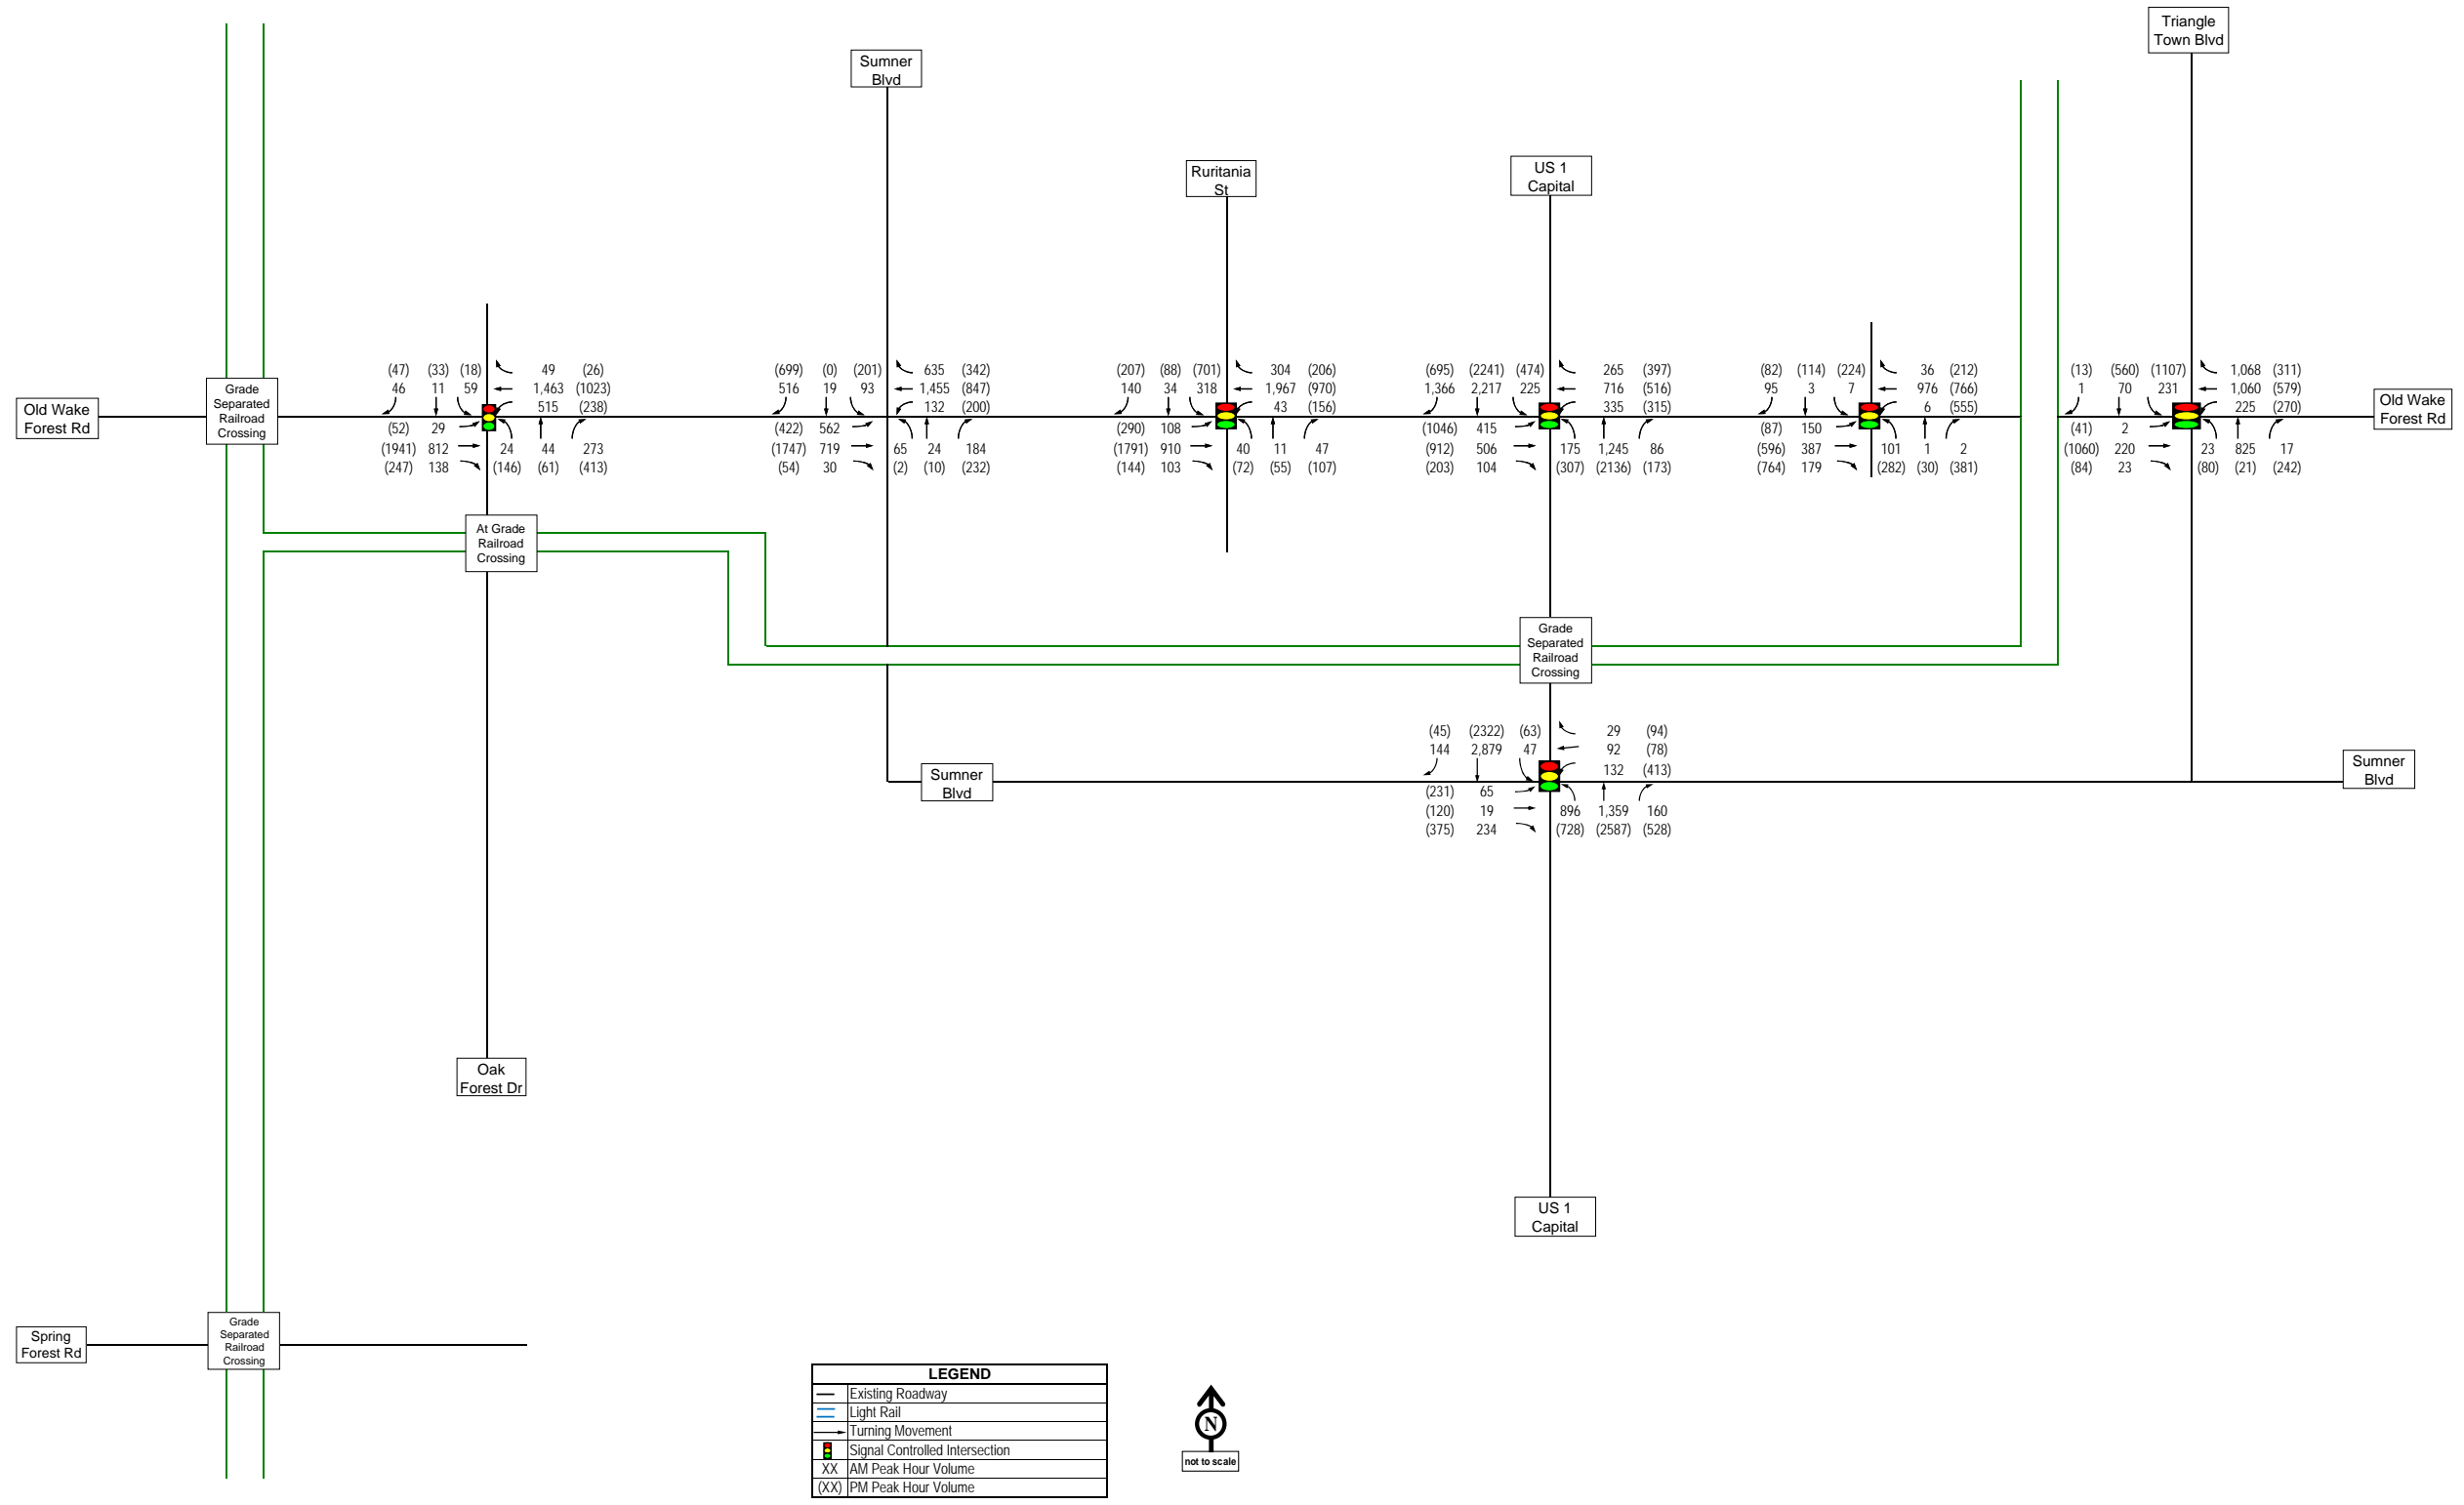 Triangle
Town Blvd
Sumner
Blvd
Ruritania
St
US 1
Capital
(47) (33) (18) 49 (26)
46 11 59 1,463 (1023)
515 (238)
(52) 29
(1941) 812 24 44 273
(247) 138 (146) (61) (413)
(699) (0) (201) 635 (342)
516 19 93 1,455 (847)
132 (200)
(422) 562
(1747) 719 65 24 184
(54) 30 (2) (10) (232)
(207) (88) (701) 304 (206)
140 34 318 1,967 (970)
43 (156)
(290) 108
(1791) 910 40 11 47
(144) 103 (72) (55) (107)
(695) (2241) (474) 265 (397)
1,366 2,217 225 716 (516)
335 (315)
(1046) 415
(912) 506 175 1,245 86
(203) 104 (307) (2136) (173)
(82) (114) (224) 36 (212)
95 3 7 976 (766)
6 (555)
(87) 150
(596) 387 101 1 2
(764) 179 (282) (30) (381)
(13) (560) (1107) 1,068 (311)
1 70 231 1,060 (579)
225 (270)
(41) 2
(1060) 220 23 825 17
(84) 23 (80) (21) (242)
Old Wake
Forest Rd
Grade
Separated
Railroad
Crossing
Old Wake
Forest Rd
At Grade
Railroad
Crossing
Grade
Separated
Railroad
Crossing
(45) (2322) (63) 29 (94)
144 2,879 47 92 (78)
132 (413)
(231) 65
(120) 19 896 1,359 160
(375) 234 (728) (2587) (528)
Sumner
Blvd
Sumner
Blvd
Oak
Forest Dr
US 1
Capital
Spring
Forest Rd
Grade
Separated
Railroad
Crossing
LEGEND
Existing Roadway
Light Rail
Turning Movement
Signal Controlled Intersection
XX AM Peak Hour Volume
(XX) PM Peak Hour Volume
N
not to scale